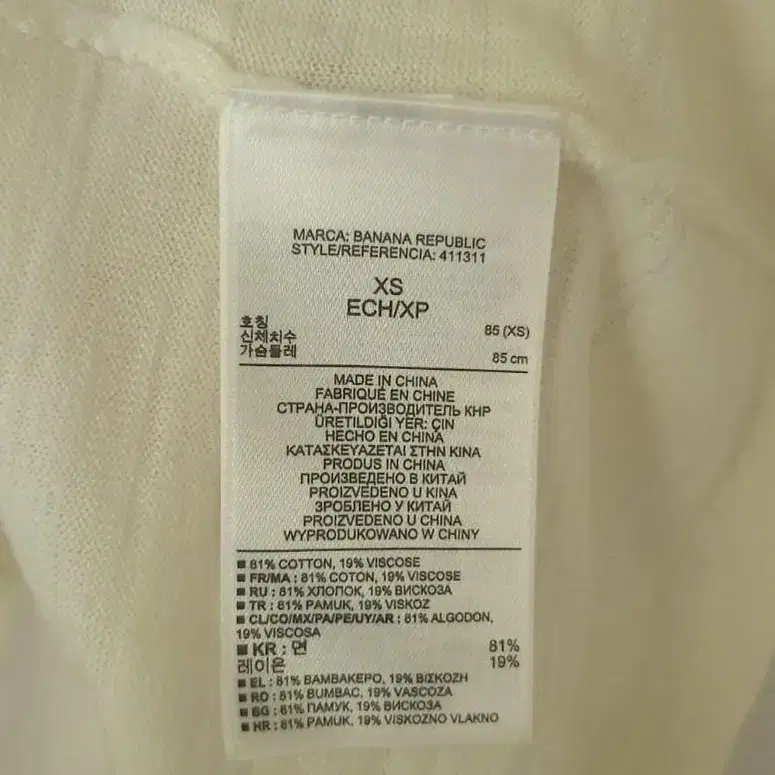 MARCA: BANANA REPUBLIC
STYLE/REFERENCIA: 411311
XS
ECH/XP
호칭 85 (XS)
신체치수
가슴둘레 85 cm
MADE IN CHINA
FABRIQUÉ EN CHINE
СТРАНА-ПРОИЗВОДИТЕЛЬ КНР
ÜRETILDIĞI YER: ÇIN
HECHO EN CHINA
ΚΑΤΑΣΚΕΥΑΖΕΤΑΙ ΣΤΗΝ ΚΙΝΑ
PRODUS IN CHINA
ПРОИЗВЕДЕНО В КИТАЙ
PROIZVEDENO U KINA
ЗРОБЛЕНО У КИТАЙ
PROIZVEDENO U CHINA
WYPRODUKOWANO W CHINY
■ 81% COTTON, 19% VISCOSE
■ FR/MA : 81% COTON, 19% VISCOSE
■ RU : 81% ХЛОПОК, 19% ВИСКОЗА
■ TR : 81% PAMUK, 19% VISKOZ
■ CL/CO/MX/PA/PE/UY/AR : 81% ALGODON,
19% VISCOSA
■ KR : 면 81%
레이온 19%
■ EL : 81% ΒΑΜΒΑΚΕΡΟ, 19% ΒΙΣΚΟΖΗ
■ RO : 81% BUMBAC, 19% VASCOZA
■ BG : 81% ПАМУК, 19% ВИСКОЗА
■ HR : 81% PAMUK, 19% VISKOZNO VLAKNO